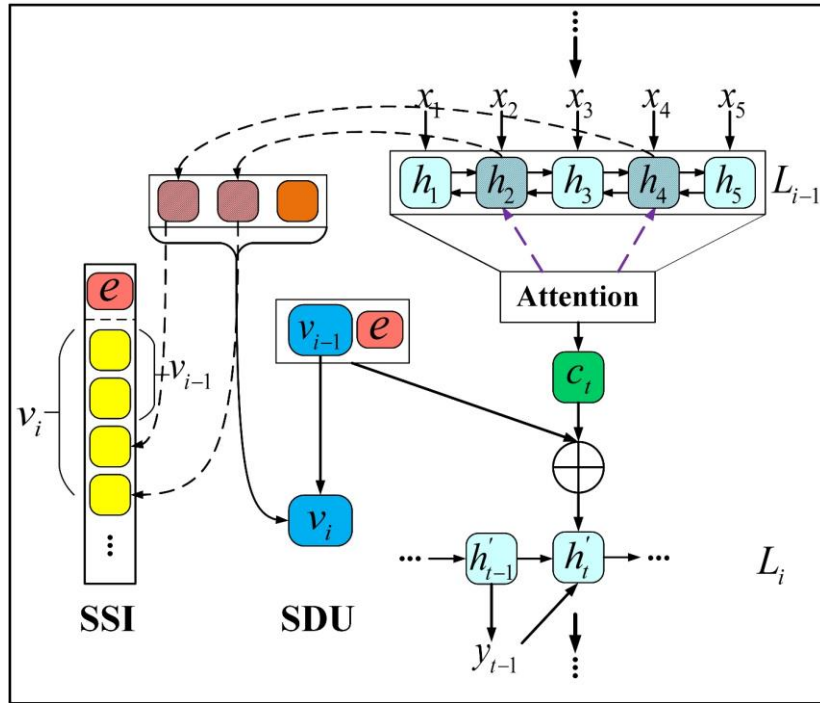 ...
x₁ x₂ x₃ x₄ x₅
h₁ h₂ h₃ h₄ h₅ Lᵢ₋₁
Attention
e
vᵢ₋₁ e
vᵢ₋₁
vᵢ
cₜ
vᵢ
... h'ₜ₋₁ h'ₜ ... Lᵢ
...
SSI SDU
yₜ₋₁
...